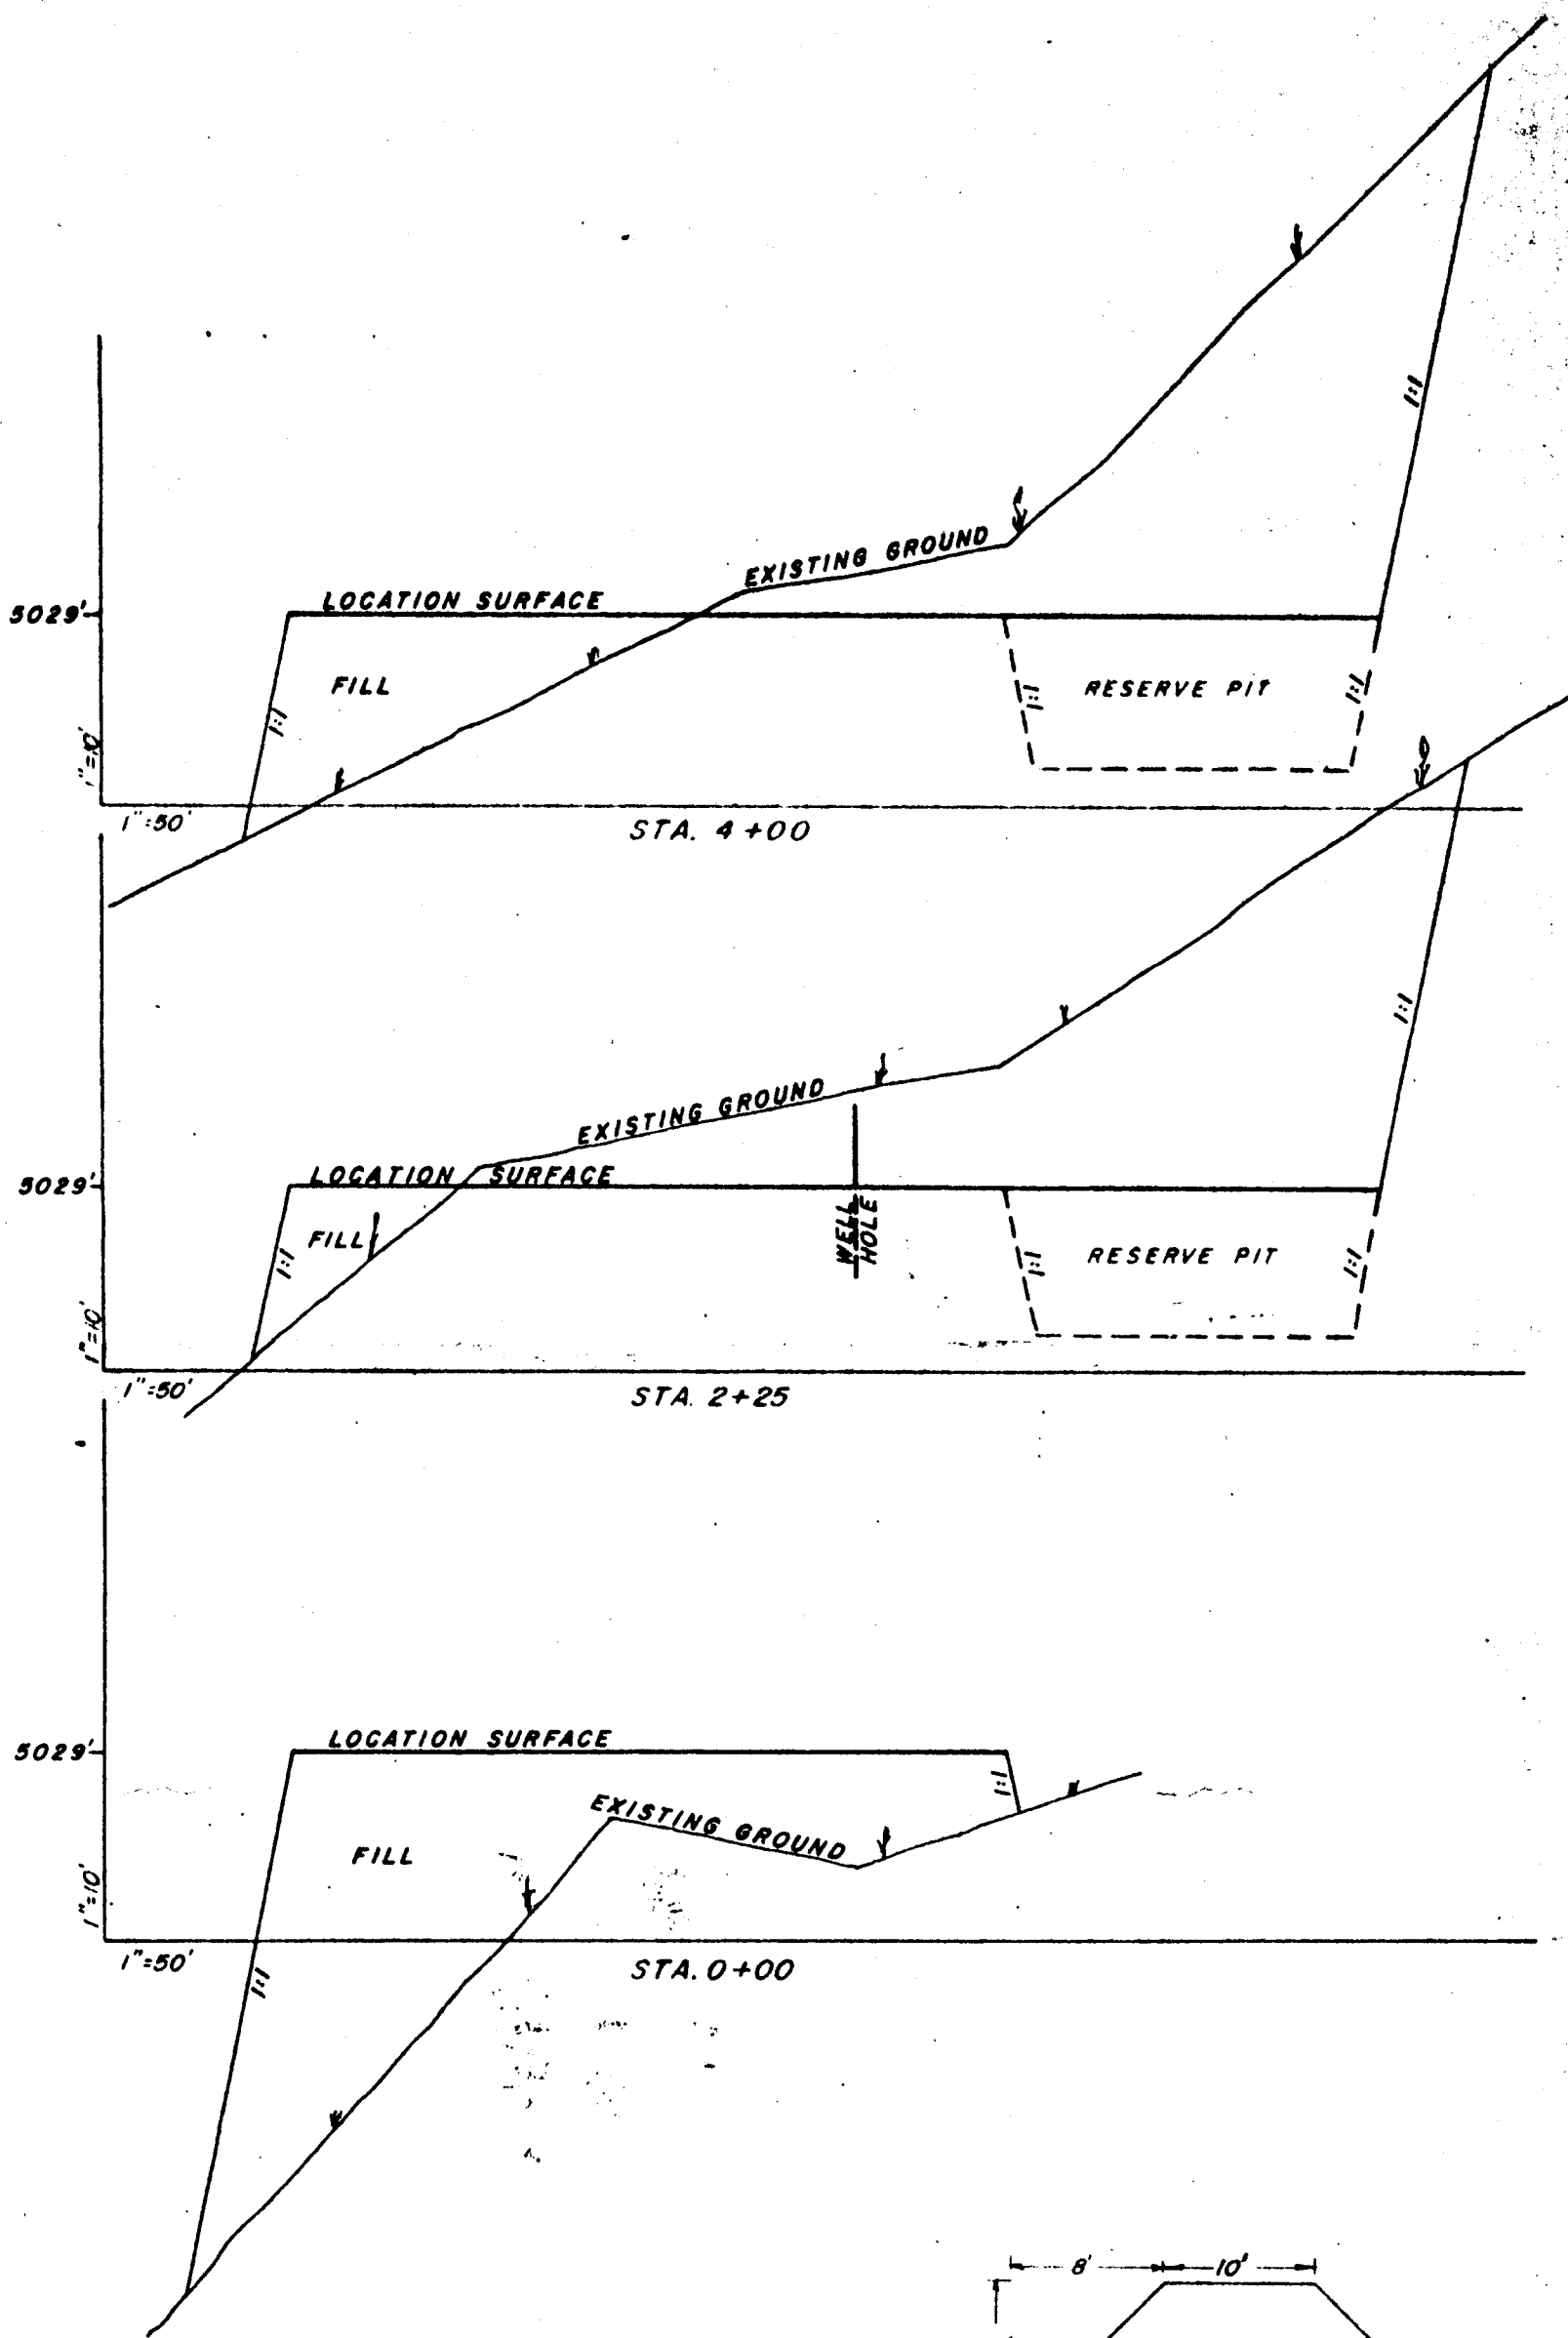 1:1
EXISTING GROUND
LOCATION SURFACE
5029'
FILL
1:1
1:1
RESERVE PIT
1:1
1"=10'
1"=50'
STA. 4+00
1:1
EXISTING GROUND
LOCATION SURFACE
5029'
WELL
HOLE
FILL
1:1
1:1
RESERVE PIT
1:1
1"=10'
1"=50'
STA. 2+25
LOCATION SURFACE
5029'
1:1
EXISTING GROUND
FILL
1"=10'
1"=50'
STA. 0+00
1:1
8'
10'